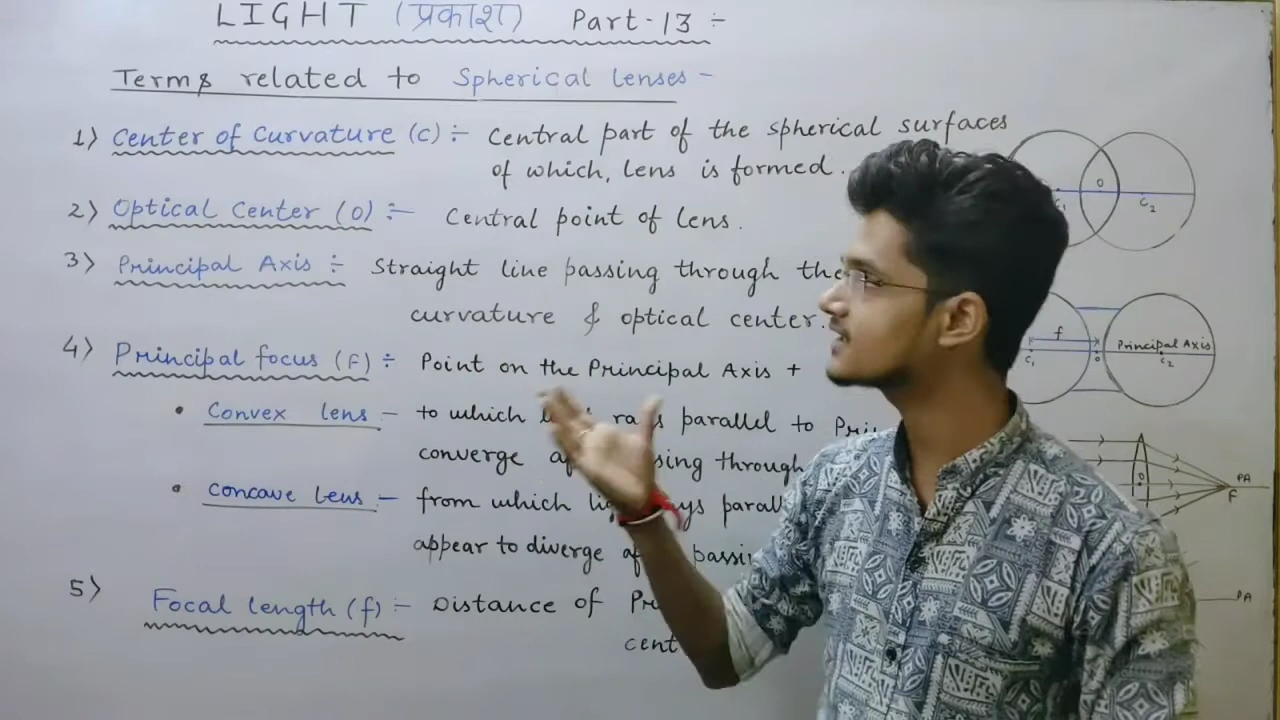 LIGHT (प्रकाश) Part-13 :-
Terms related to Spherical lenses -
1) Center of Curvature (C) :- Central part of the spherical surfaces
of which, lens is formed.
2) Optical Center (O) :- Central point of lens.
3) Principal Axis :- Straight line passing through the
curvature & optical center.
4) Principal focus (F) :- Point on the Principal Axis +
• Convex lens - to which parallel to
converge through
• Concave lens - from which
appear to diverge
5) Focal length (f) :- Distance of
O
C2
f
C1
O
Principal Axis
C2
O
PA
F
PA